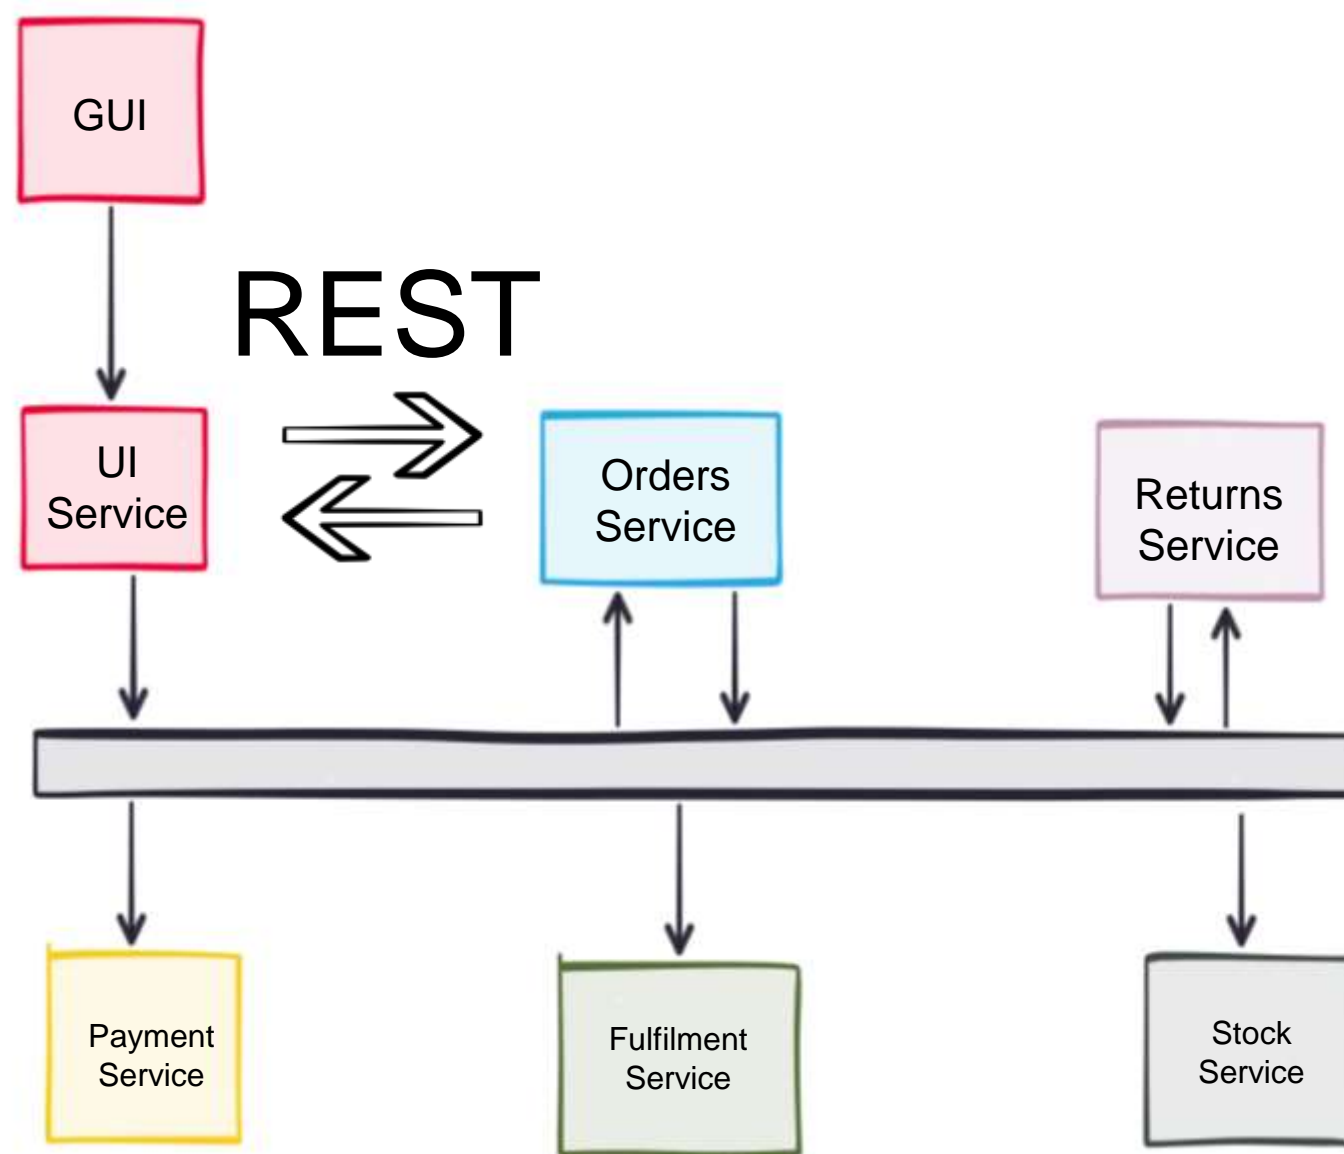 GUI
REST
UI
Service
Orders
Service
Returns
Service
Payment
Service
Fulfilment
Service
Stock
Service